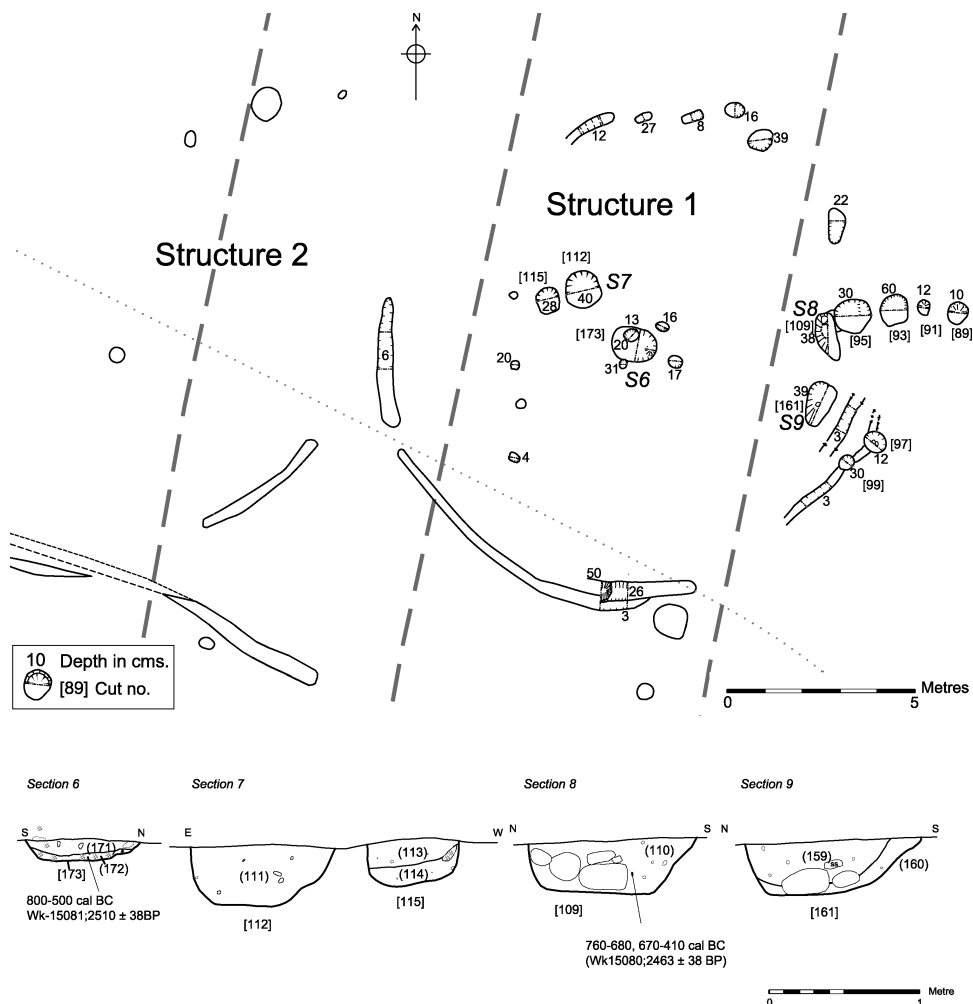 N
12
27
8
16
39
Structure 1
22
Structure 2
[112]
[115]
S7
28
40
16
13
[173]
20
31
S6
17
20
6
4
30
60
12
10
S8
[109]
38
[95]
[93]
[91]
[89]
39
[161]
S9
3
[97]
12
30
[99]
3
50
26
3
10 Depth in cms.
[89] Cut no.
0 5 Metres
Section 6
Section 7
Section 8
Section 9
S N
E W
N S
N S
(171)
(172)
[173]
800-500 cal BC
Wk-15081;2510 ± 38BP
(111)
[112]
(113)
(114)
[115]
(110)
[109]
760-680, 670-410 cal BC
(Wk15080;2463 ± 38 BP)
(159)
ss
(160)
[161]
Metre
0 1